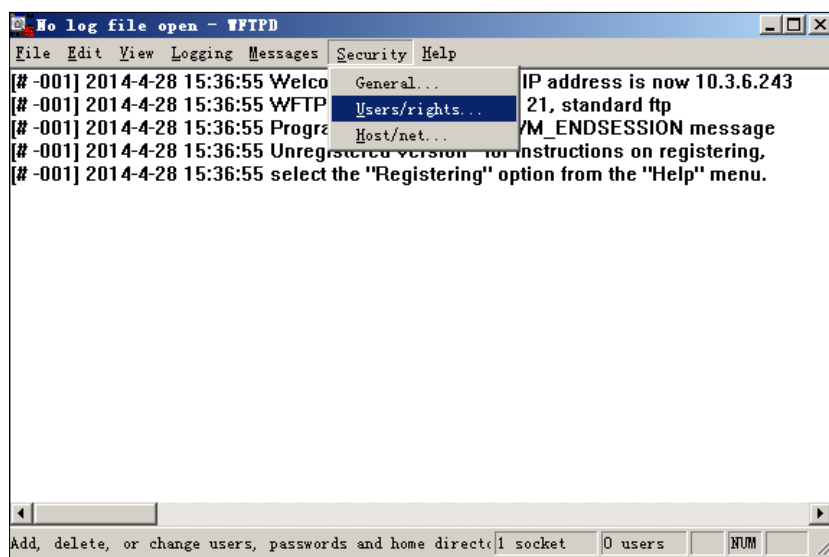 No log file open - WFTPD
File Edit View Logging Messages Security Help
[# -001] 2014-4-28 15:36:55 Welco IP address is now 10.3.6.243
[# -001] 2014-4-28 15:36:55 WFTP 21, standard ftp
[# -001] 2014-4-28 15:36:55 Progra M_ENDSESSION message
[# -001] 2014-4-28 15:36:55 Unregistered version for instructions on registering,
[# -001] 2014-4-28 15:36:55 select the "Registering" option from the "Help" menu.
General...
Users/rights...
Host/net...
Add, delete, or change users, passwords and home direct 1 socket 0 users NUM